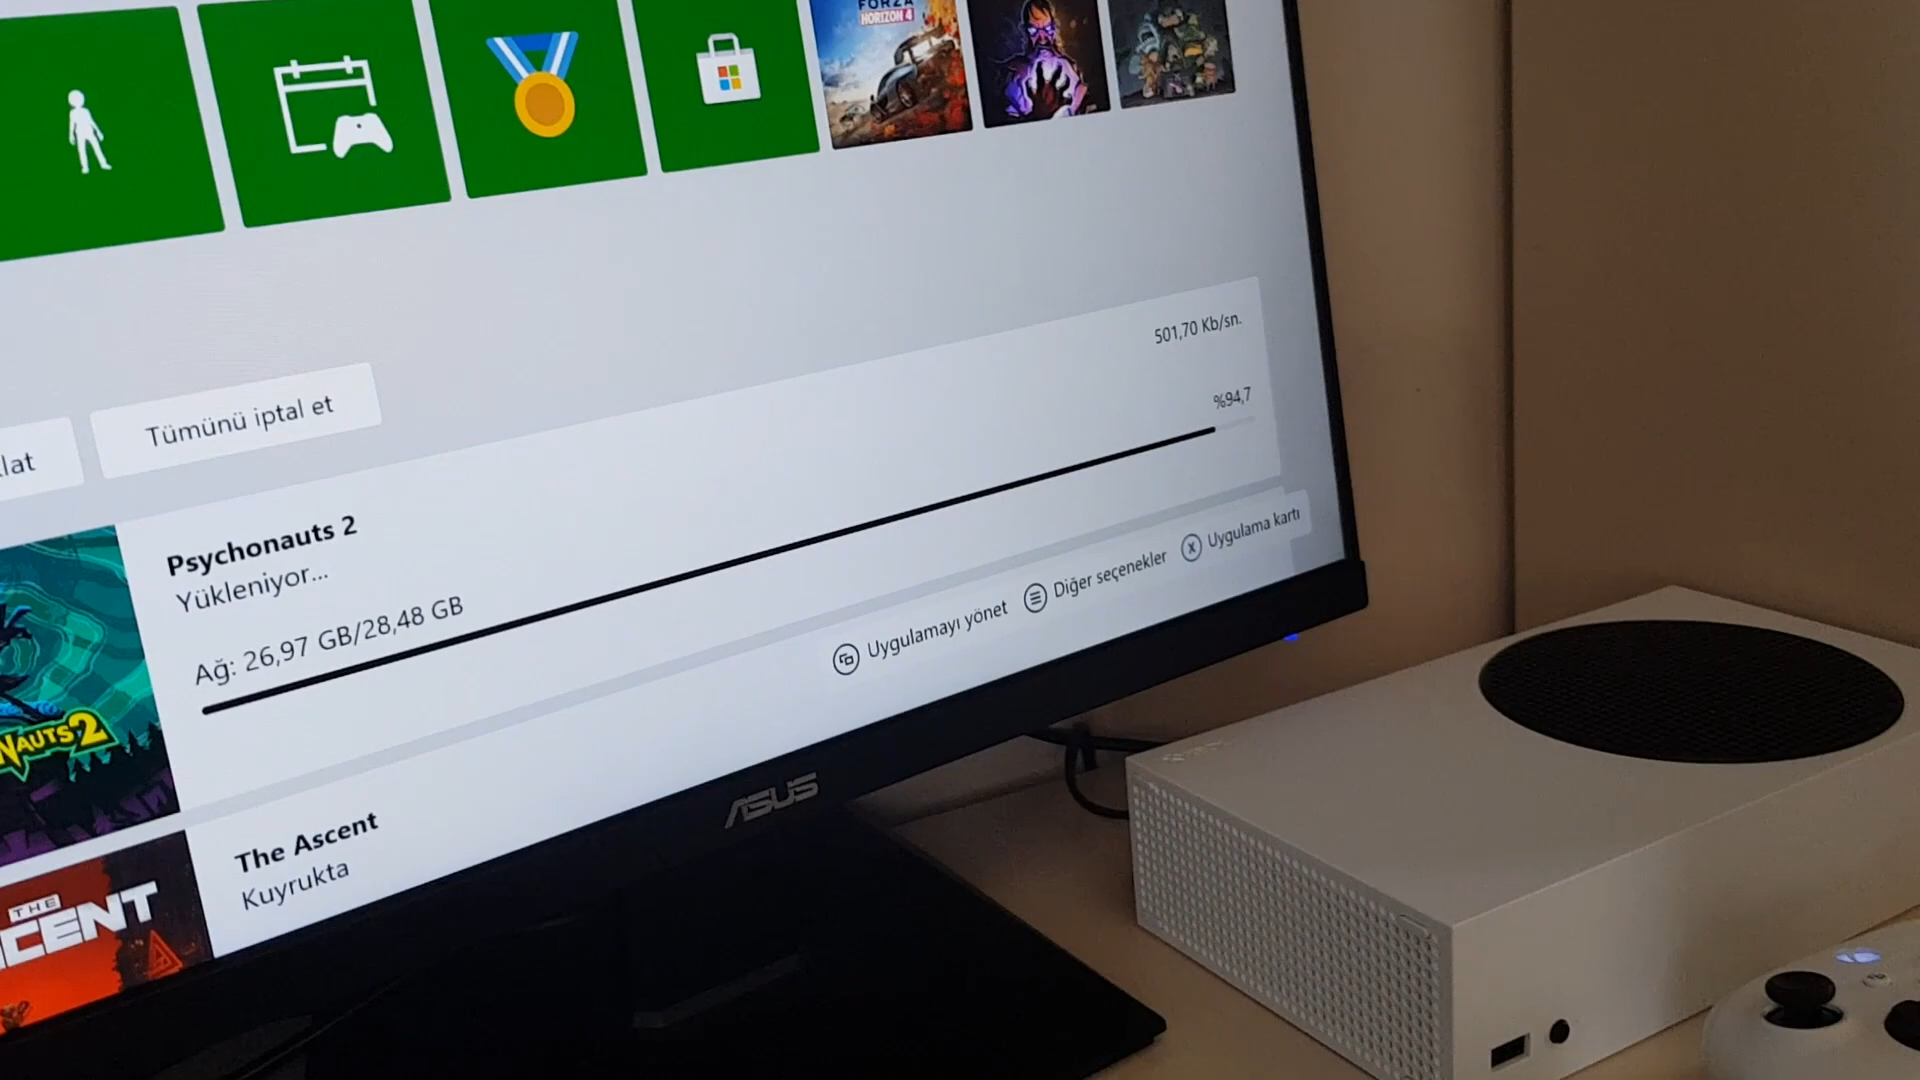 FORZA
HORIZON 4
501,70 Kb/sn.
%94,7
lat
Tümünü iptal et
Psychonauts 2
Yükleniyor...
Ağ: 26,97 GB/28,48 GB
NAUTS 2
Uygulamayı yönet
Diğer seçenekler
X Uygulama kartı
The Ascent
Kuyrukta
THE
CENT
ASUS
XBOX